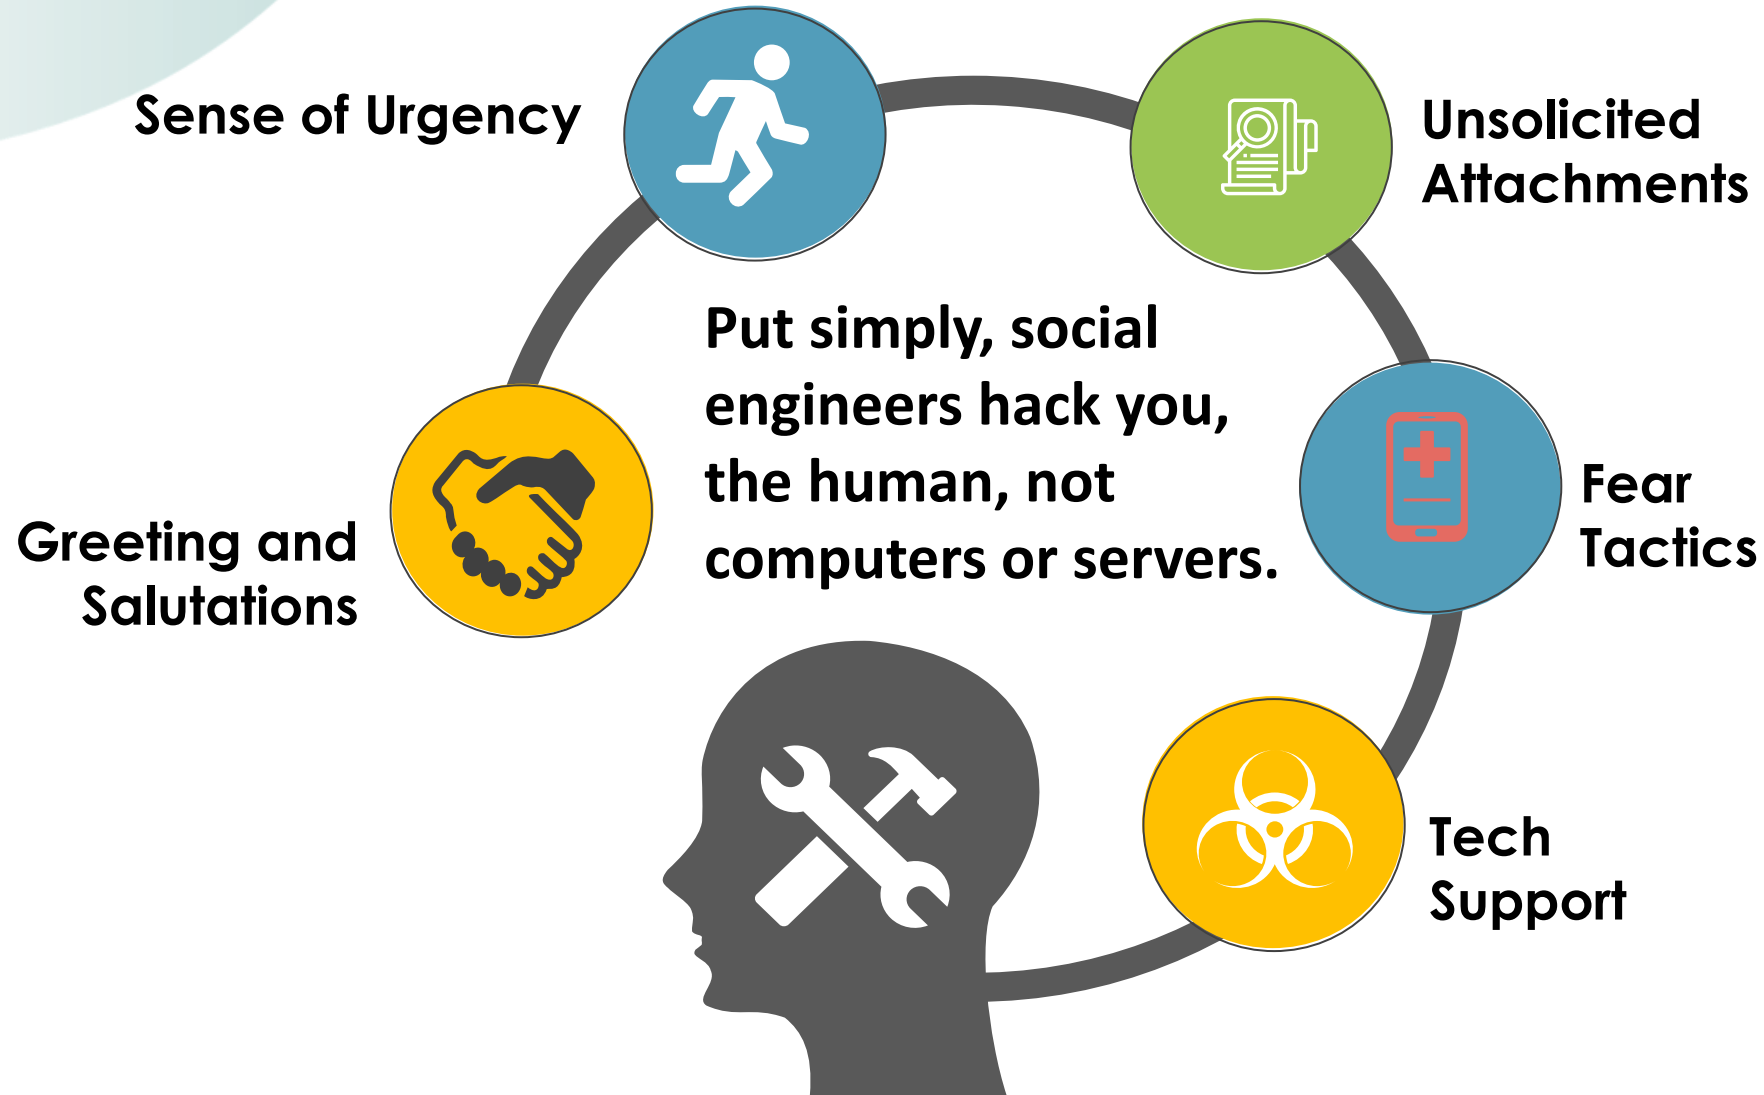 Sense of Urgency
Unsolicited
Attachments
Put simply, social
engineers hack you,
the human, not
computers or servers.
Greeting and
Salutations
Fear
Tactics
Tech
Support